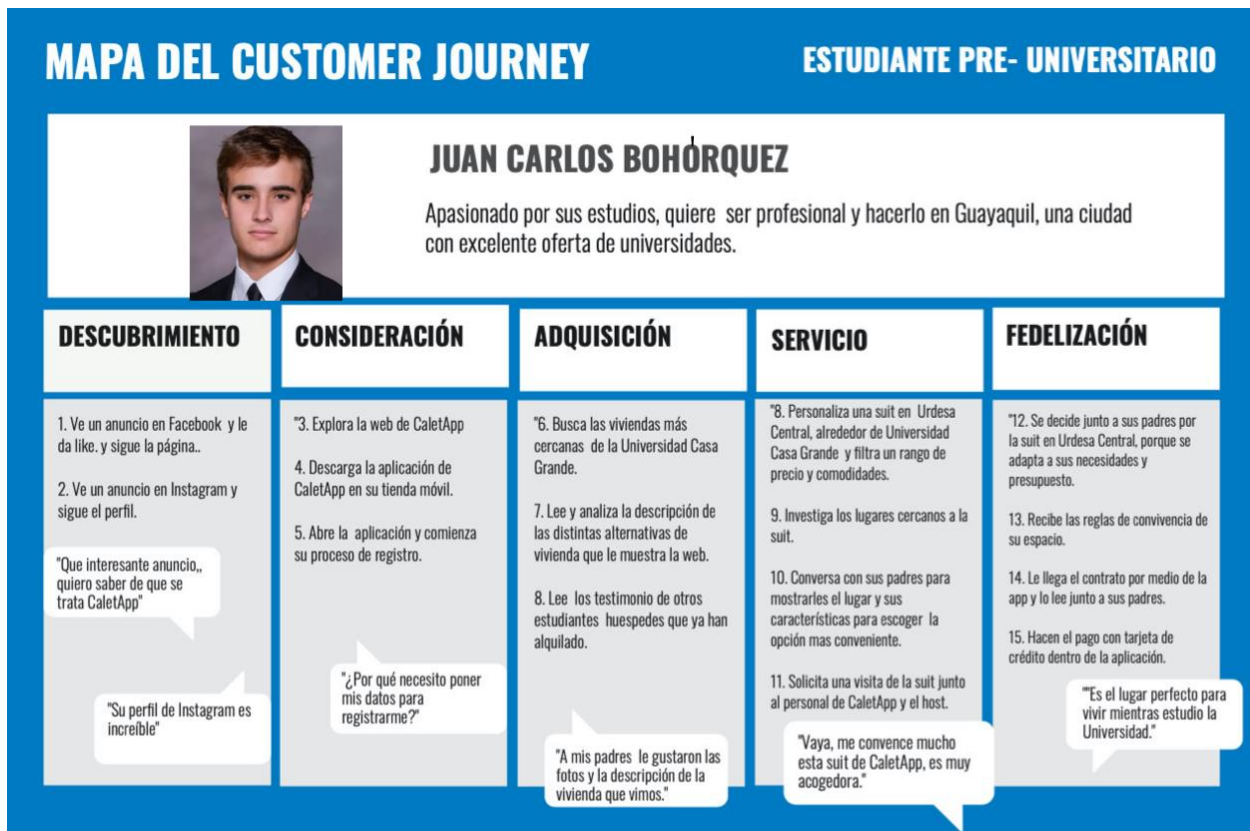 MAPA DEL CUSTOMER JOURNEY
ESTUDIANTE PRE- UNIVERSITARIO
JUAN CARLOS BOHÓRQUEZ
Apasionado por sus estudios, quiere ser profesional y hacerlo en Guayaquil, una ciudad
con excelente oferta de universidades.
DESCUBRIMIENTO
1. Ve un anuncio en Facebook y le
da like. y sigue la página..
2. Ve un anuncio en Instagram y
sigue el perfil.
"Que interesante anuncio,,
quiero saber de que se
trata CaletApp"
"Su perfil de Instagram es
increíble"
CONSIDERACIÓN
"3. Explora la web de CaletApp
4. Descarga la aplicación de
CaletApp en su tienda móvil.
5. Abre la aplicación y comienza
su proceso de registro.
"¿Por qué necesito poner
mis datos para
registrarme?"
ADQUISICIÓN
"6. Busca las viviendas más
cercanas de la Universidad Casa
Grande.
7. Lee y analiza la descripción de
las distintas alternativas de
vivienda que le muestra la web.
8. Lee los testimonio de otros
estudiantes huespedes que ya han
alquilado.
"A mis padres le gustaron las
fotos y la descripción de la
vivienda que vimos."
SERVICIO
"8. Personaliza una suit en Urdesa
Central, alrededor de Universidad
Casa Grande y filtra un rango de
precio y comodidades.
9. Investiga los lugares cercanos a la
suit.
10. Conversa con sus padres para
mostrarles el lugar y sus
características para escoger la
opción mas conveniente.
11. Solicita una visita de la suit junto
al personal de CaletApp y el host.
"Vaya, me convence mucho
esta suit de CaletApp, es muy
acogedora."
FEDELIZACIÓN
"12. Se decide junto a sus padres por
la suit en Urdesa Central, porque se
adapta a sus necesidades y
presupuesto.
13. Recibe las reglas de convivencia de
su espacio.
14. Le llega el contrato por medio de la
app y lo lee junto a sus padres.
15. Hacen el pago con tarjeta de
crédito dentro de la aplicación.
""Es el lugar perfecto para
vivir mientras estudio la
Universidad."